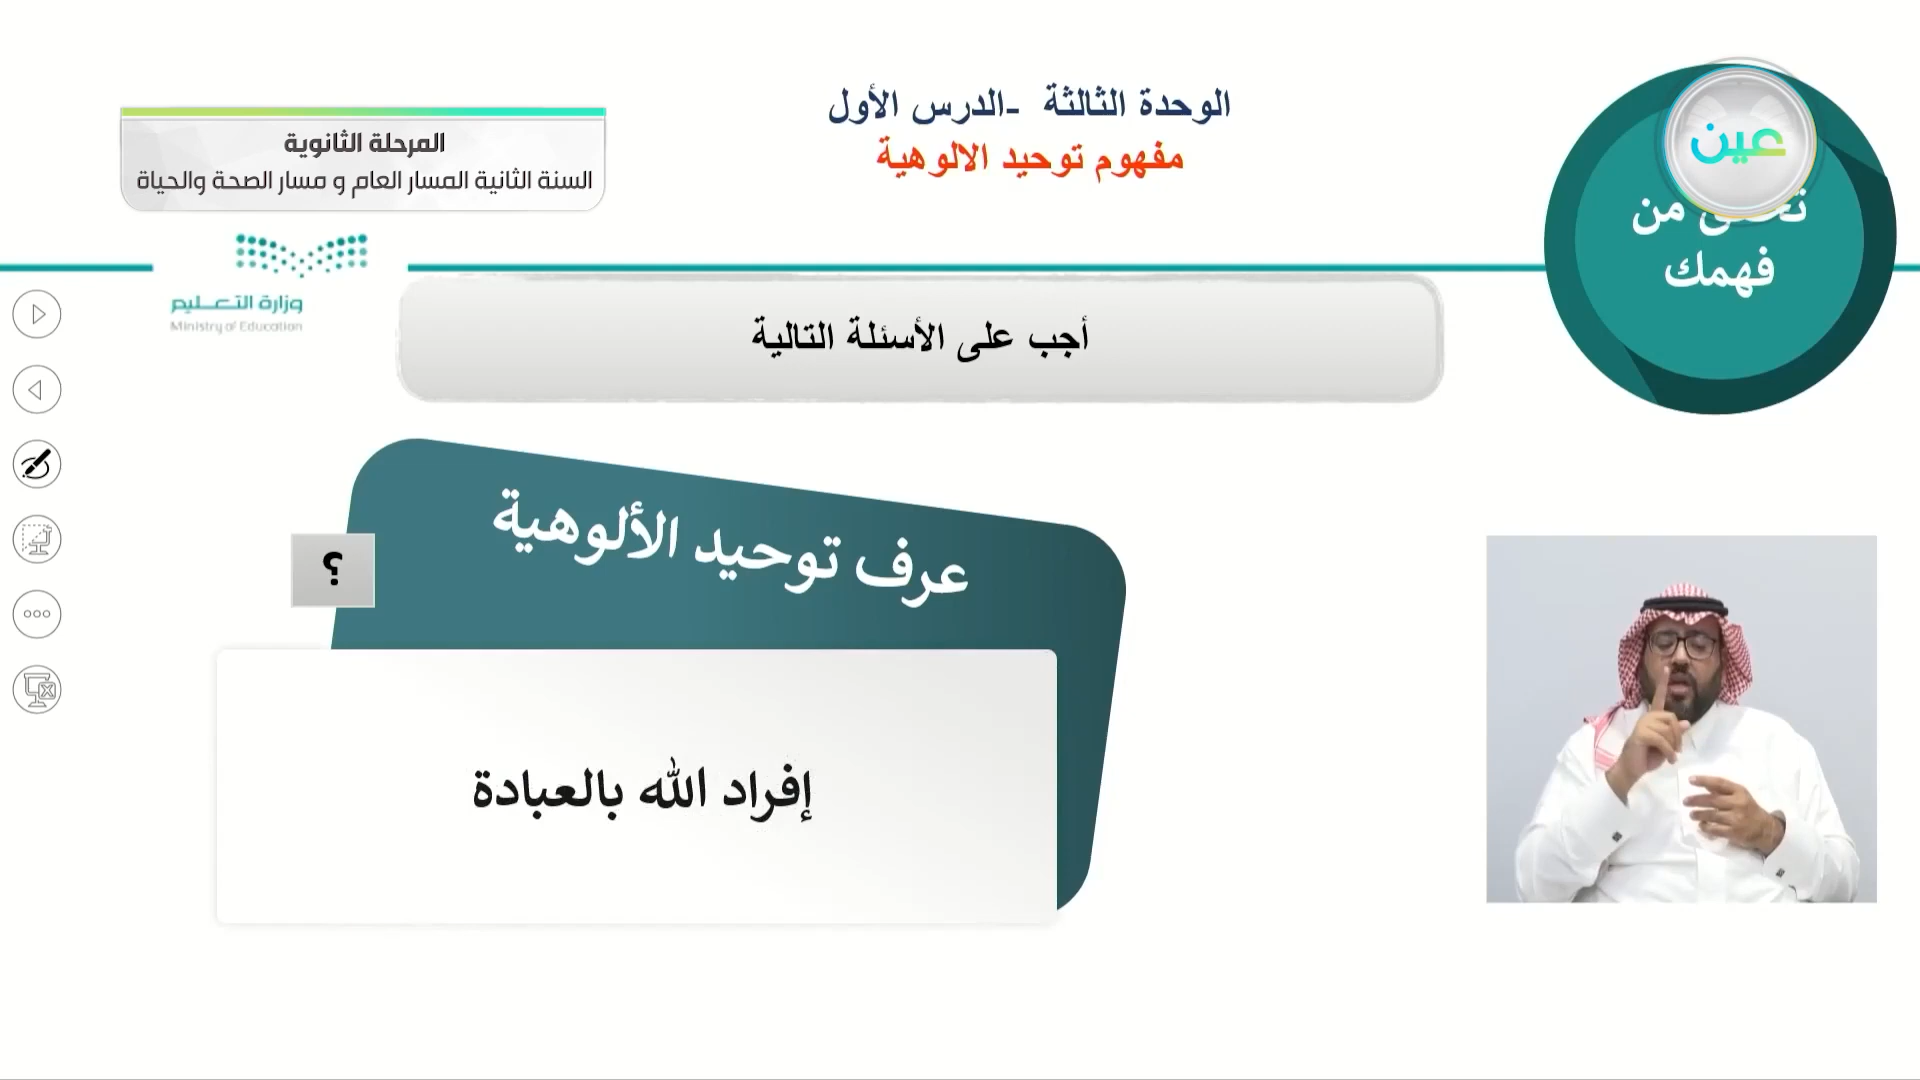 الوحدة الثالثة -الدرس الأول
مفهوم توحيد الالوهية
المرحلة الثانوية
السنة الثانية المسار العام و مسار الصحة والحياة
عين
من
فهمك
وزارة التعليم
Ministry of Education
أجب على الأسئلة التالية
عرف توحيد الألوهية
؟
إفراد الله بالعبادة